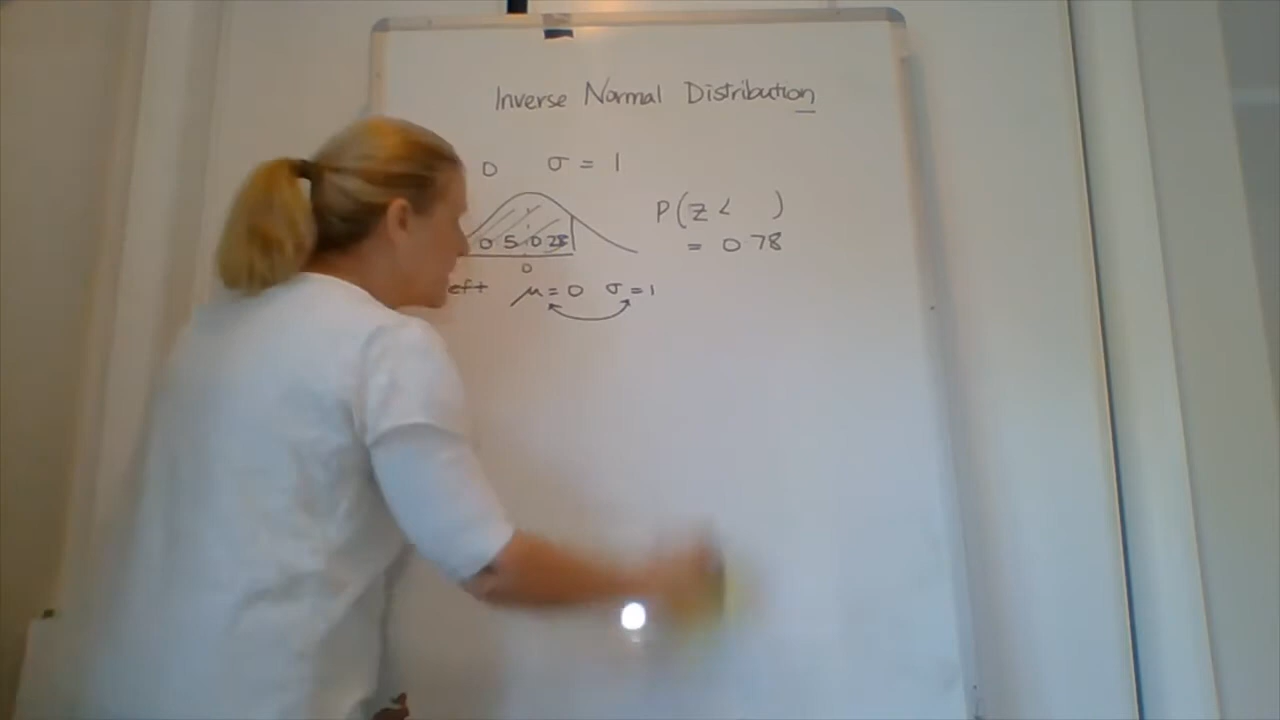 Inverse Normal Distribution
0 σ = 1
P(z <   )
= 0 78
0 5 0 28
0
eft μ = 0 σ = 1